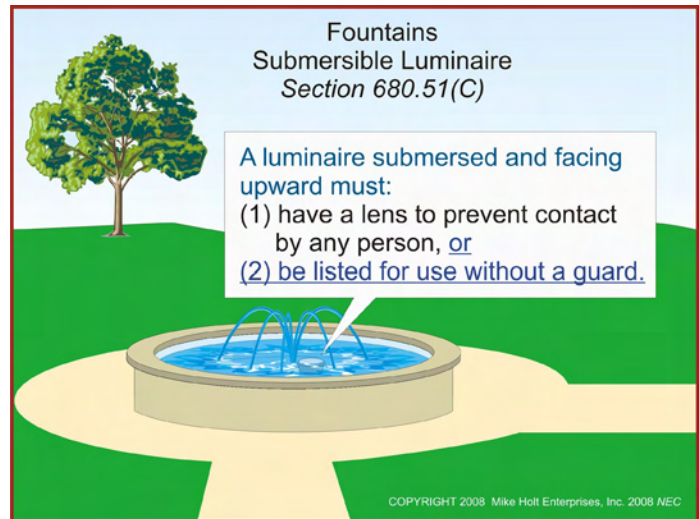 Fountains
Submersible Luminaire
Section 680.51(C)
A luminaire submersed and facing
upward must:
(1) have a lens to prevent contact
by any person, or
(2) be listed for use without a guard.
COPYRIGHT 2008 Mike Holt Enterprises, Inc. 2008 NEC